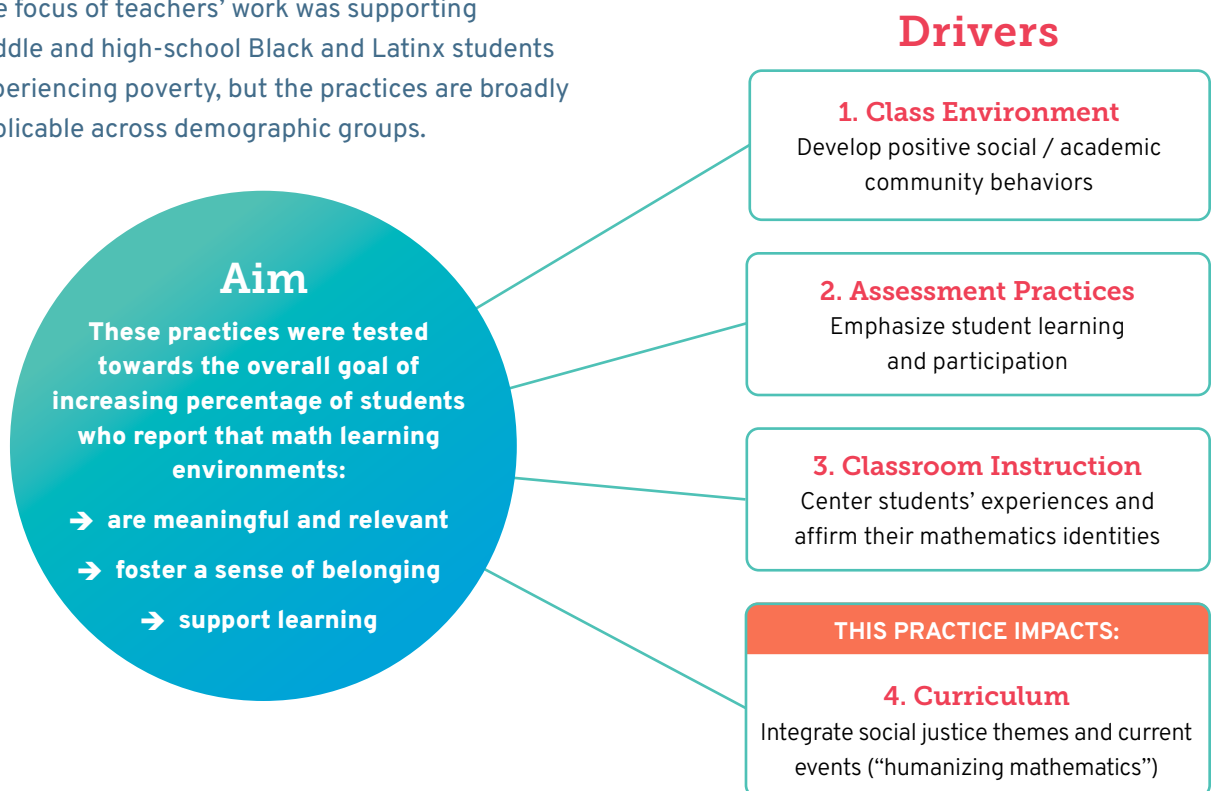 focus of teachers’ work was supporting
and high-school Black and Latinx students
poverty, but the practices are broadly
across demographic groups.
Aim
These practices were tested
towards the overall goal of
increasing percentage of students
who report that math learning
environments:
→ are meaningful and relevant
→ foster a sense of belonging
→ support learning
Drivers
1. Class Environment
Develop positive social / academic
community behaviors
2. Assessment Practices
Emphasize student learning
and participation
3. Classroom Instruction
Center students’ experiences and
affirm their mathematics identities
THIS PRACTICE IMPACTS:
4. Curriculum
Integrate social justice themes and current
events (“humanizing mathematics”)